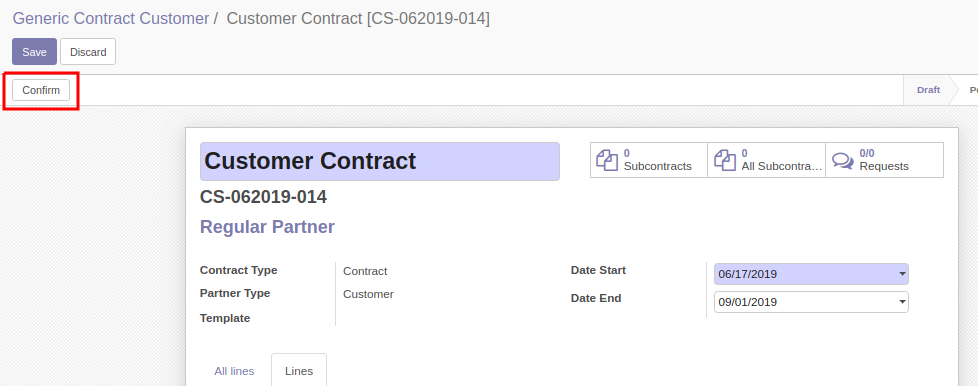 Generic Contract Customer / Customer Contract [CS-062019-014]
Save Discard
Confirm Draft
Customer Contract
0 Subcontracts
0 All Subcontra...
0/0 Requests
CS-062019-014
Regular Partner
Contract Type Contract
Partner Type Customer
Template
Date Start 06/17/2019
Date End 09/01/2019
All lines Lines